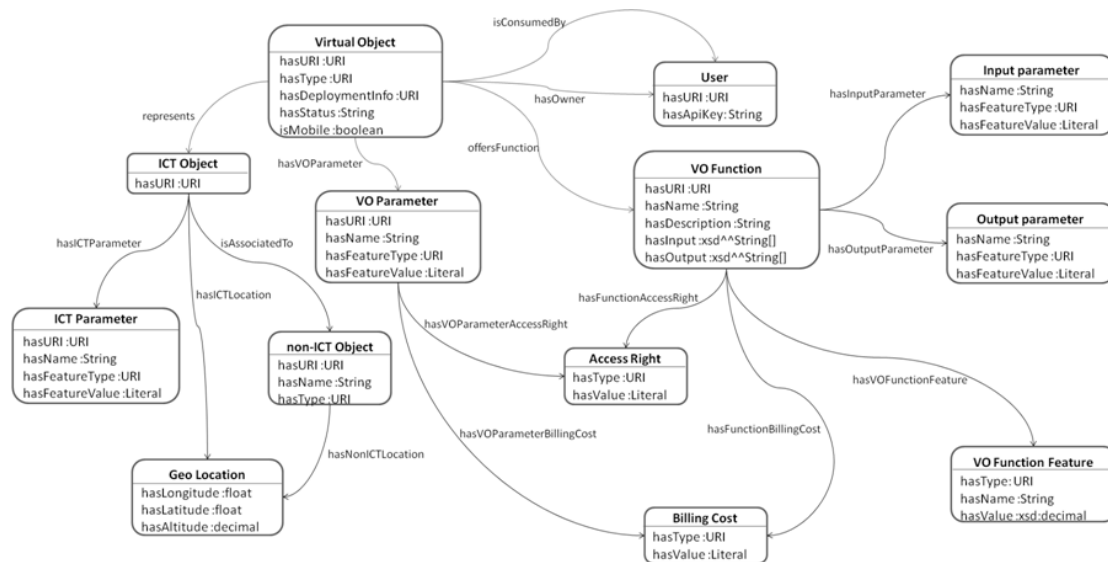 isConsumedBy
Virtual Object
hasURI :URI
hasType :URI
hasDeploymentInfo :URI
hasStatus :String
isMobile :boolean
User
hasURI : URI
hasApiKey: String
Input parameter
hasName :String
hasFeatureType :URI
hasFeatureValue :Literal
hasInputParameter
hasOwner
represents
hasVOParameter
offersFunction
ICT Object
hasURI :URI
VO Parameter
hasURI :URI
hasName :String
hasFeatureType :URI
hasFeatureValue :Literal
VO Function
hasURI :URI
hasName :String
hasDescription :String
hasInput :xsd^^String[]
hasOutput :xsd^^String[]
Output parameter
hasName :String
hasFeatureType :URI
hasFeatureValue :Literal
hasOutputParameter
hasICTParameter
isAssociatedTo
hasICTLocation
hasFunctionAccessRight
hasVOParameterAccessRight
ICT Parameter
hasURI :URI
hasName :String
hasFeatureType :URI
hasFeatureValue :Literal
non-ICT Object
hasURI :URI
hasName :String
hasType :URI
Access Right
hasType :URI
hasValue :Literal
hasVOFunctionFeature
hasVOParameterBillingCost
hasFunctionBillingCost
hasNonICTLocation
Geo Location
hasLongitude :float
hasLatitude :float
hasAltitude :decimal
VO Function Feature
hasType: URI
hasName :String
hasValue :xsd:decimal
Billing Cost
hasType :URI
hasValue :Literal